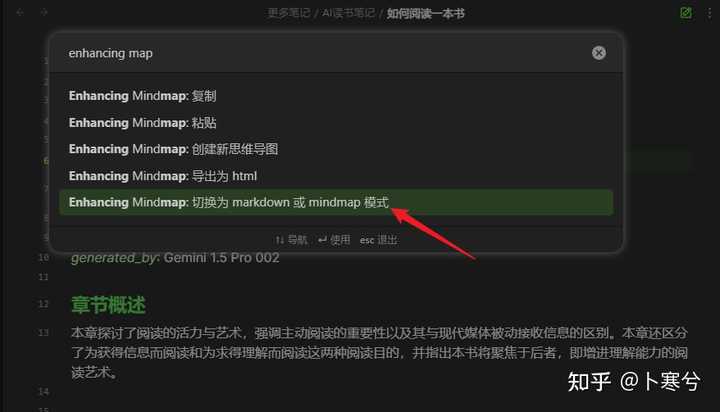 更多笔记 / AI读书笔记 / 如何阅读一本书
1
enhancing map
2
3
Enhancing Mindmap: 复制
4
Enhancing Mindmap: 粘贴
5
Enhancing Mindmap: 创建新思维导图
6
Enhancing Mindmap: 导出为 html
7
Enhancing Mindmap: 切换为 markdown 或 mindmap 模式
8
9
↑↓ 导航 ↵ 使用 esc 退出
10 generated_by: Gemini 1.5 Pro 002
11
12 章节概述
13 本章探讨了阅读的活力与艺术，强调主动阅读的重要性以及其与现代媒体被动接收信息的区别。本章还区分
了为获得信息而阅读和为求得理解而阅读这两种阅读目的，并指出本书将聚焦于后者，即增进理解能力的阅
读艺术。
14
知乎 @卜寒兮
15